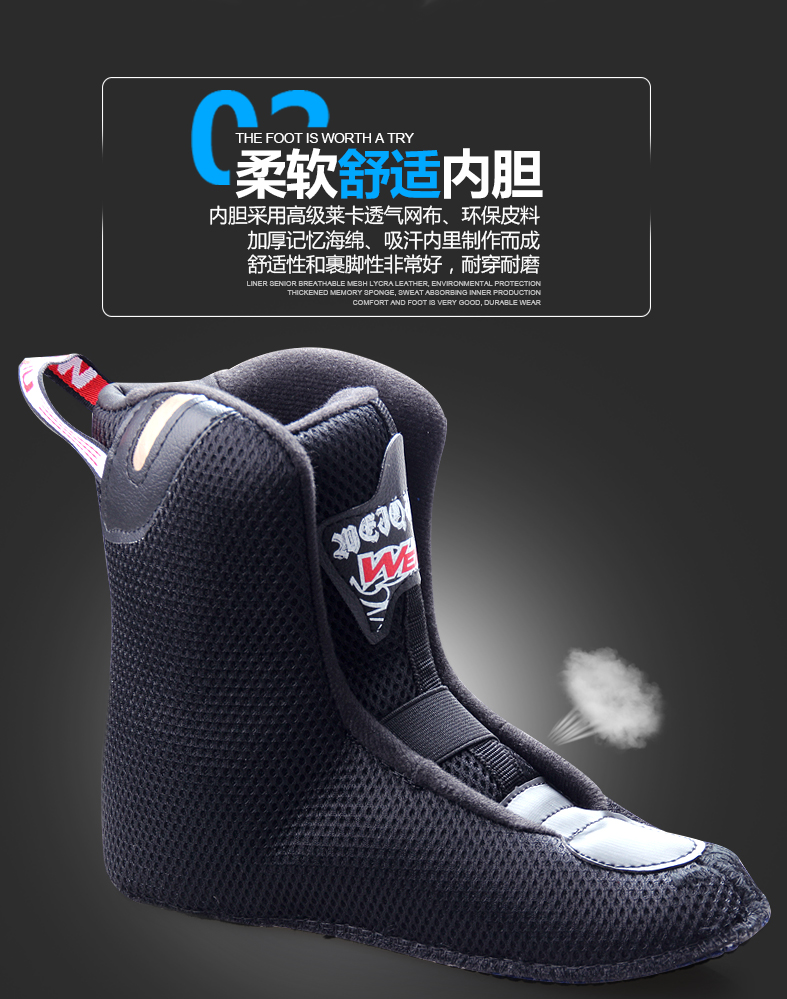 03
THE FOOT IS WORTH A TRY
柔软舒适内胆
内胆采用高级莱卡透气网布、环保皮料
加厚记忆海绵、吸汗内里制作而成
舒适性和裹脚性非常好，耐穿耐磨
LINER SENIOR BREATHABLE MESH LYCRA LEATHER, ENVIRONMENTAL PROTECTION
THICKENED MEMORY SPONGE, SWEAT ABSORBING INNER PRODUCTION
COMFORT AND FOOT IS VERY GOOD, DURABLE WEAR
WE